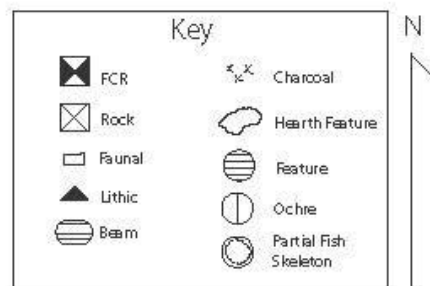 Key
N
FCR
Rock
Faunal
Lithic
Beam
Charcoal
Hearth Feature
Feature
Ochre
Partial Fish
Skeleton